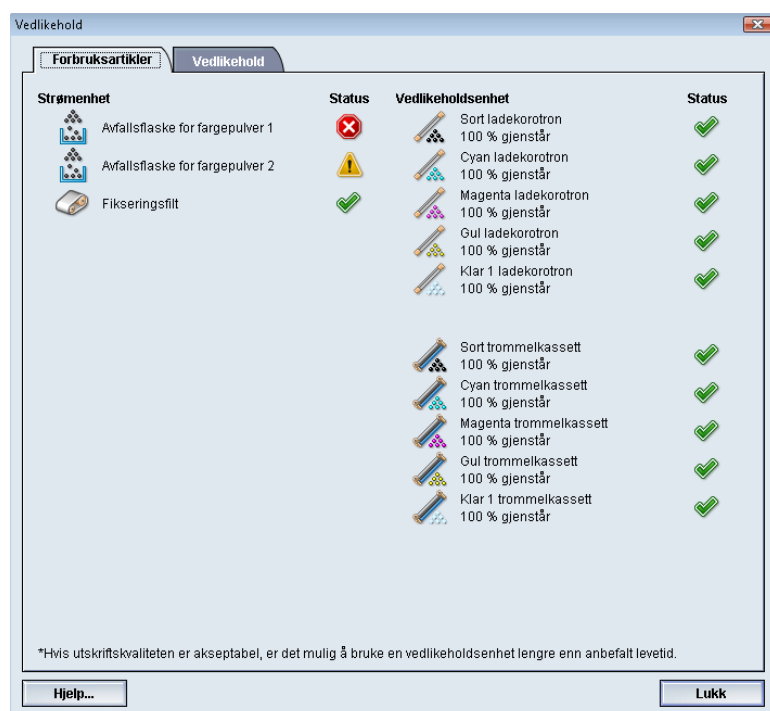 Vedlikehold
Forbruksartikler
Vedlikehold
Strømenhet
Status
Avfallsflaske for fargepulver 1
Avfallsflaske for fargepulver 2
Fikseringsfilt
Vedlikeholdsenhet
Status
Sort ladekorotron
100 % gjenstår
Cyan ladekorotron
100 % gjenstår
Magenta ladekorotron
100 % gjenstår
Gul ladekorotron
100 % gjenstår
Klar 1 ladekorotron
100 % gjenstår
Sort trommelkassett
100 % gjenstår
Cyan trommelkassett
100 % gjenstår
Magenta trommelkassett
100 % gjenstår
Gul trommelkassett
100 % gjenstår
Klar 1 trommelkassett
100 % gjenstår
*Hvis utskriftskvaliteten er akseptabel, er det mulig å bruke en vedlikeholdsenhet lengre enn anbefalt levetid.
Hjelp...
Lukk